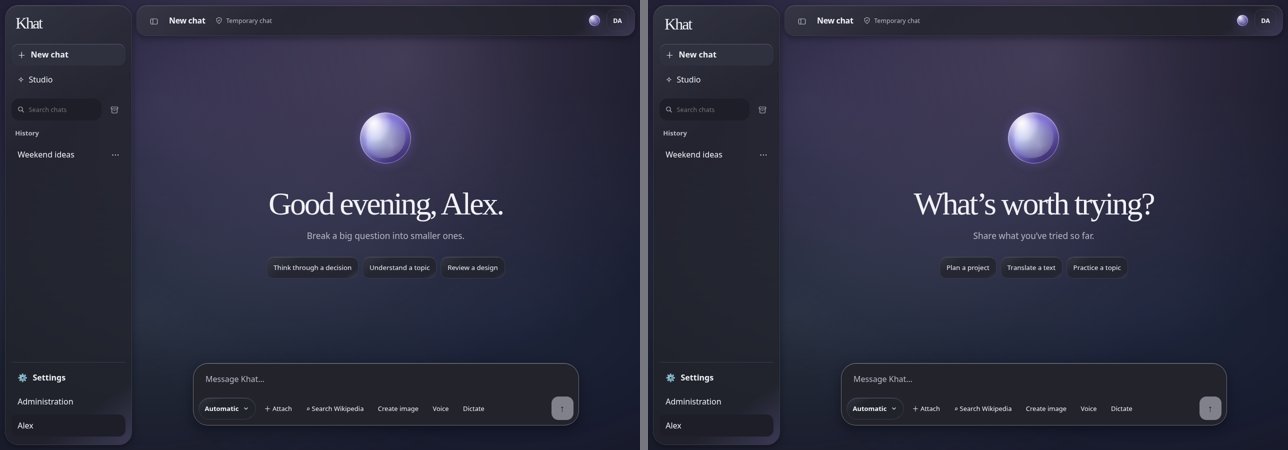 Khat
New chat
Studio
Search chats
History
Weekend ideas
Settings
Administration
Alex
New chat
Temporary chat
DA
Good evening, Alex.
Break a big question into smaller ones.
Think through a decision
Understand a topic
Review a design
Message Khat...
Automatic
Attach
Search Wikipedia
Create image
Voice
Dictate
Khat
New chat
Studio
Search chats
History
Weekend ideas
Settings
Administration
Alex
New chat
Temporary chat
DA
What’s worth trying?
Share what you’ve tried so far.
Plan a project
Translate a text
Practice a topic
Message Khat...
Automatic
Attach
Search Wikipedia
Create image
Voice
Dictate